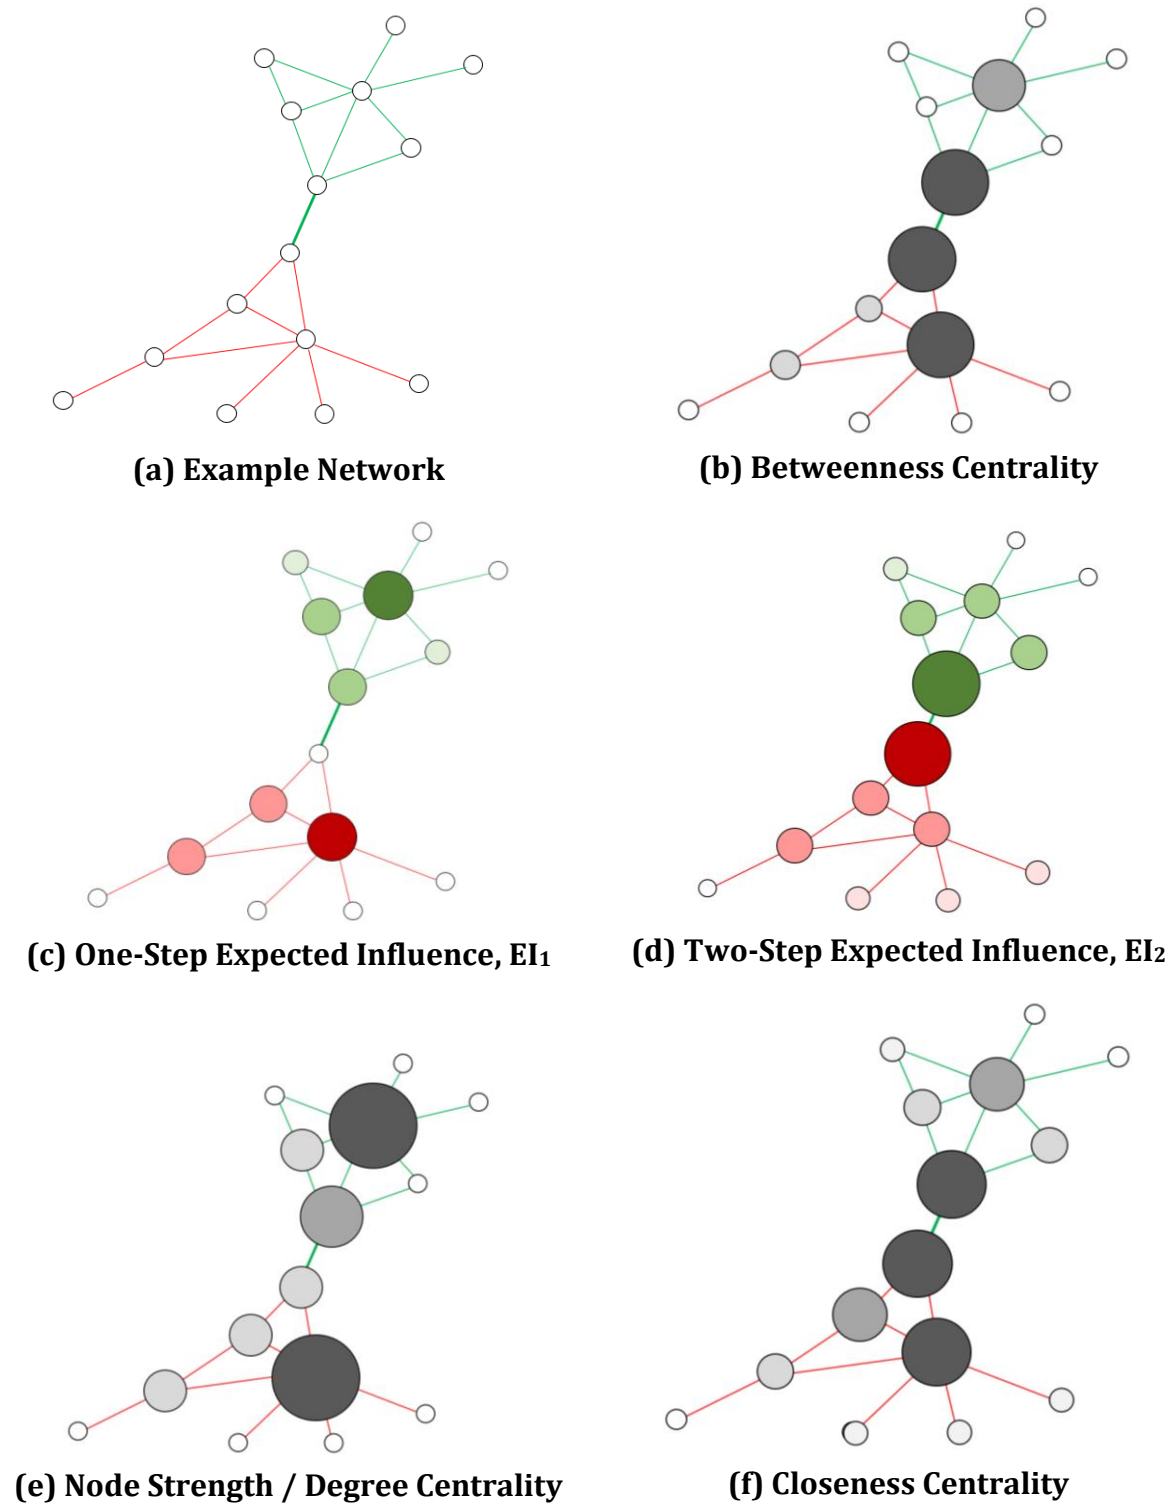 (a) Example Network
(b) Betweenness Centrality
(c) One-Step Expected Influence, EI₁
(d) Two-Step Expected Influence, EI₂
(e) Node Strength / Degree Centrality
(f) Closeness Centrality